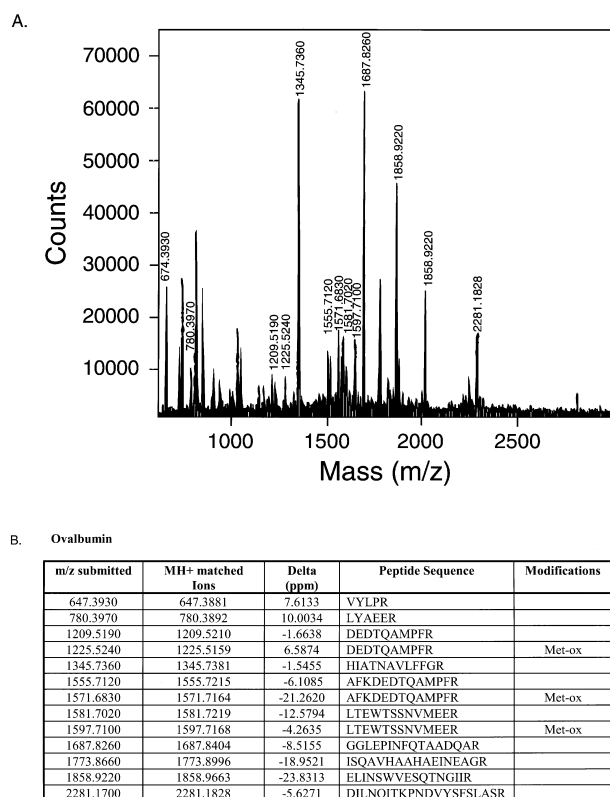 A.
70000
60000
50000
40000
30000
20000
10000
Counts
674.3930
780.3970
1209.5190
1225.5240
1345.7360
1555.7120
1571.6830
1581.7020
1597.7100
1687.8260
1858.9220
1858.9220
2281.1828
1000 1500 2000 2500
Mass (m/z)
B. Ovalbumin
m/z submitted MH+ matched Ions Delta (ppm) Peptide Sequence Modifications
647.3930 647.3881 7.6133 VYLPR
780.3970 780.3892 10.0034 LYAEER
1209.5190 1209.5210 -1.6638 DEDTQAMPFR
1225.5240 1225.5159 6.5874 DEDTQAMPFR Met-ox
1345.7360 1345.7381 -1.5455 HIATNAVLFFGR
1555.7120 1555.7215 -6.1085 AFKDEDTQAMPFR
1571.6830 1571.7164 -21.2620 AFKDEDTQAMPFR Met-ox
1581.7020 1581.7219 -12.5794 LTEWTSSNVMEER
1597.7100 1597.7168 -4.2635 LTEWTSSNVMEER Met-ox
1687.8260 1687.8404 -8.5155 GGLEPINFQTAADQAR
1773.8660 1773.8996 -18.9521 ISQAVHAAHAEINEAGR
1858.9220 1858.9663 -23.8313 ELINSWVESQTNGIIR
2281.1700 2281.1828 -5.6271 DILNQITKPNDVYSFSLASR